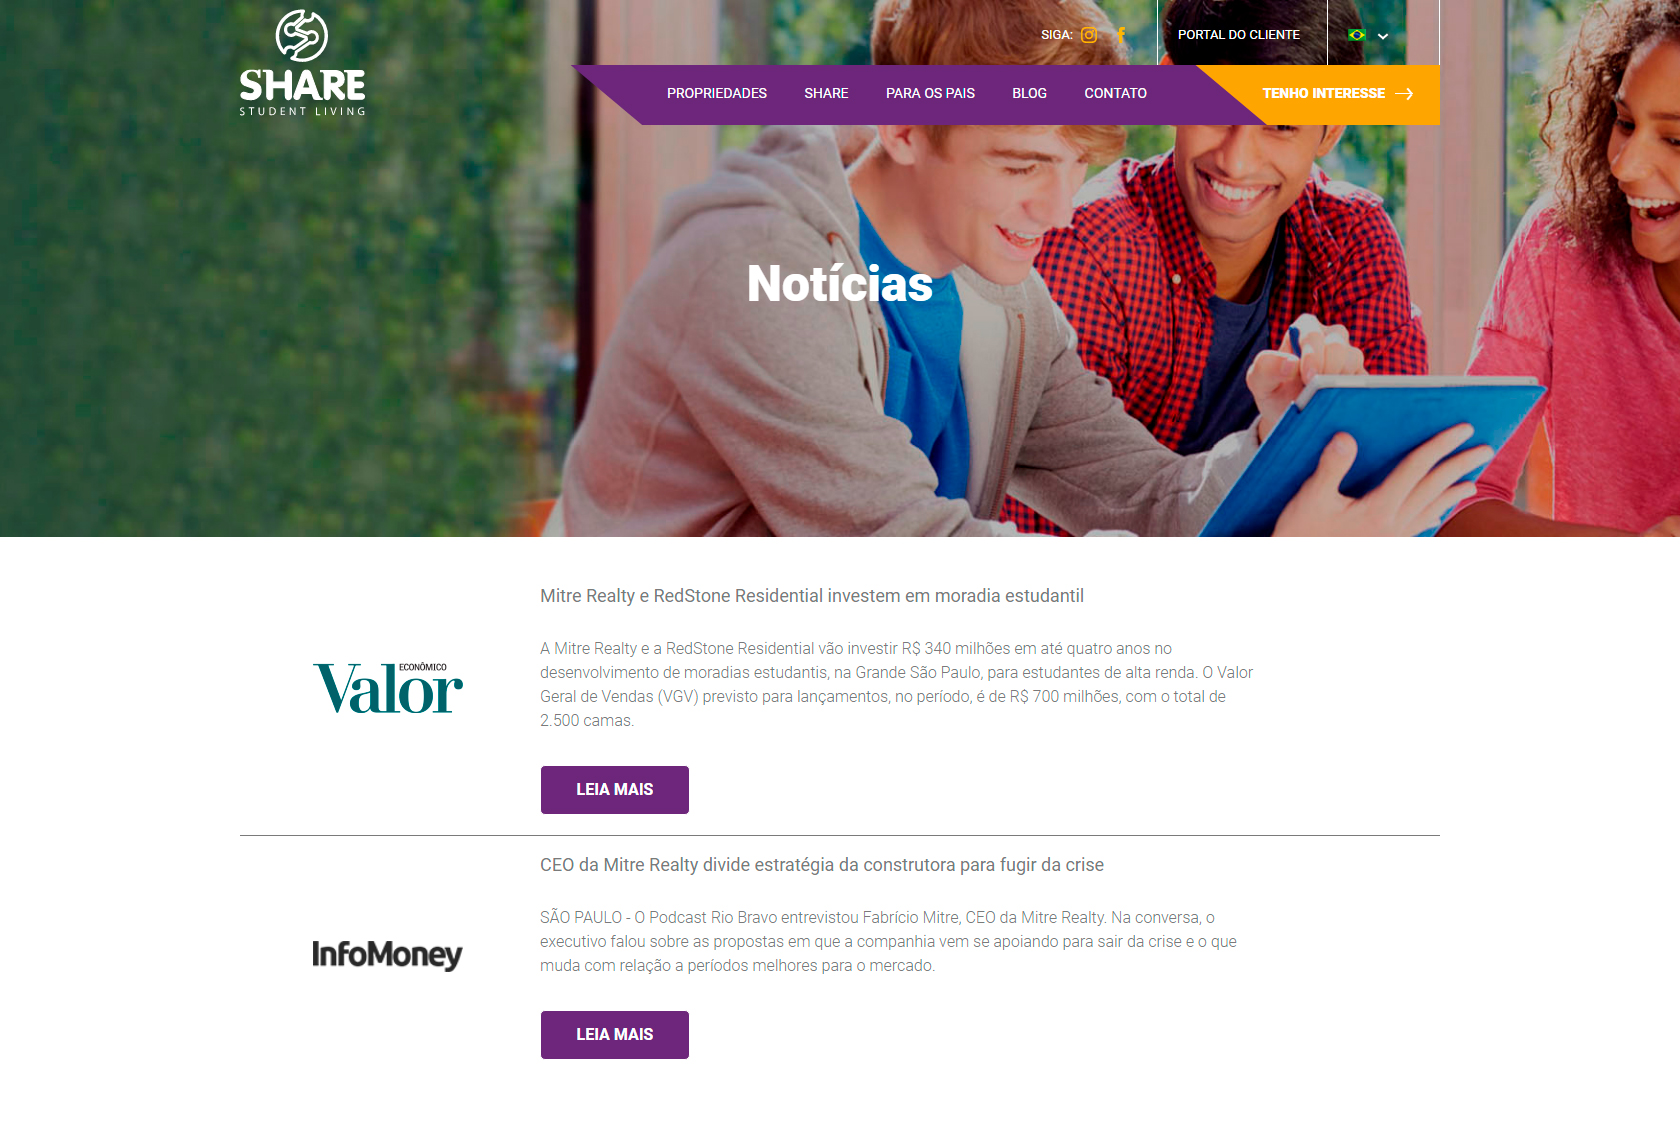 SHARE
STUDENT LIVING
SIGA:
PORTAL DO CLIENTE
PROPRIEDADES
SHARE
PARA OS PAIS
BLOG
CONTATO
TENHO INTERESSE
Notícias
Mitre Realty e RedStone Residential investem em moradia estudantil
ECONÔMICO
Valor
A Mitre Realty e a RedStone Residential vão investir R$ 340 milhões em até quatro anos no
desenvolvimento de moradias estudantis, na Grande São Paulo, para estudantes de alta renda. O Valor
Geral de Vendas (VGV) previsto para lançamentos, no período, é de R$ 700 milhões, com o total de
2.500 camas.
LEIA MAIS
CEO da Mitre Realty divide estratégia da construtora para fugir da crise
InfoMoney
SÃO PAULO - O Podcast Rio Bravo entrevistou Fabrício Mitre, CEO da Mitre Realty. Na conversa, o
executivo falou sobre as propostas em que a companhia vem se apoiando para sair da crise e o que
muda com relação a períodos melhores para o mercado.
LEIA MAIS